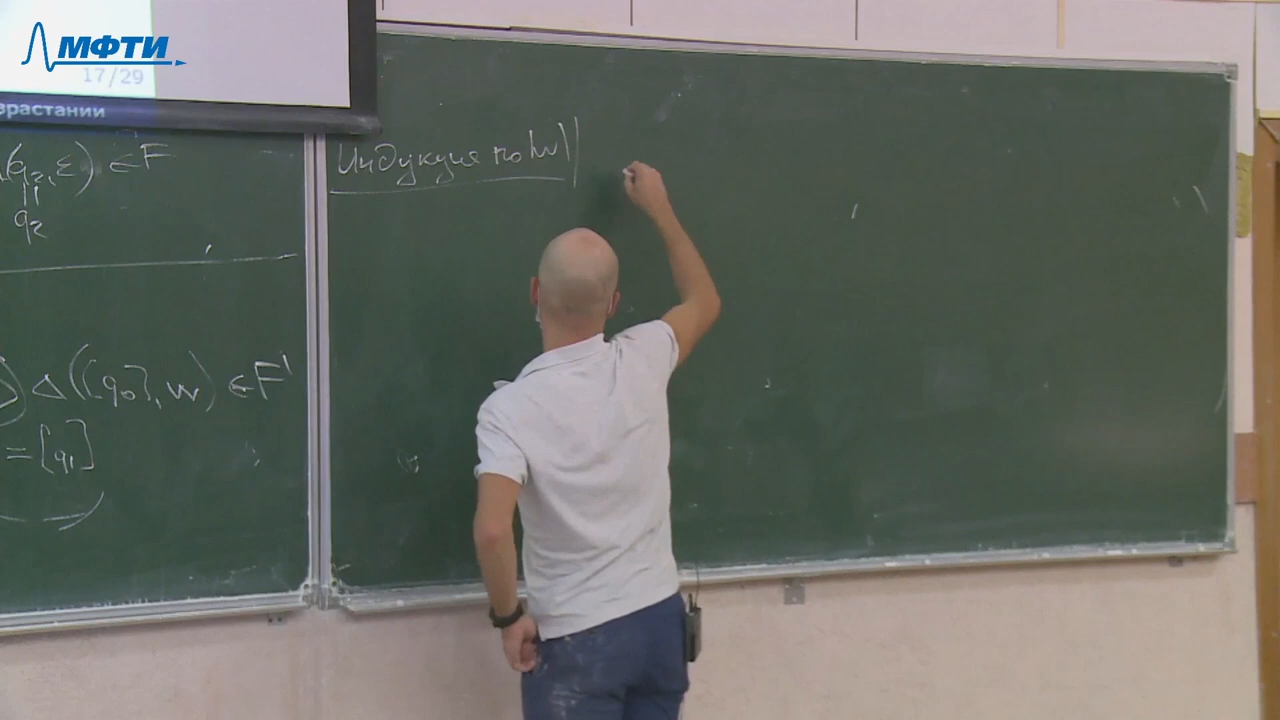 МФТИ
17/29
зрастании
(q₂, ε) ∈ F
||
q₂
Δ([q₀], w) ∈ F'
= [q₁]
Индукция по |w|